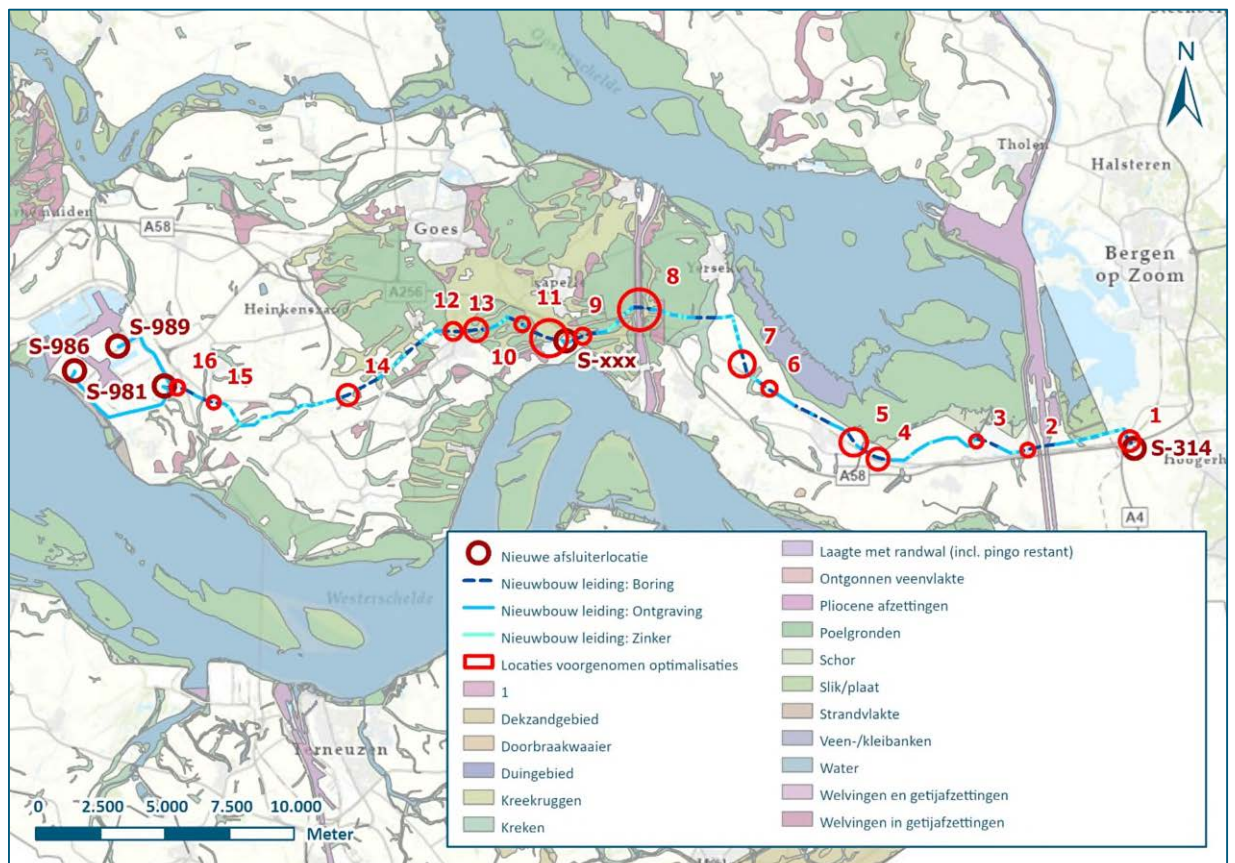 Oosterschelde
N
Tholen
Halsteren
A58
Goes
Bergen
op Zoom
Yerseke
8
Heinkenszand
A256
12
13
11
9
S-989
S-986
7
6
10
S-xxx
S-981
16
15
14
5
4
3
2
1
S-314
A58
A4
Westerschelde
Terneuzen
Nieuwe afsluiterlocatie
Nieuwbouw leiding: Boring
Nieuwbouw leiding: Ontgraving
Nieuwbouw leiding: Zinker
Locaties voorgenomen optimalisaties
1
Dekzandgebied
Doorbraakwaaier
Duingebied
Kreekruggen
Kreken
Laagte met randwal (incl. pingo restant)
Ontgonnen veenvlakte
Pliocene afzettingen
Poelgronden
Schor
Slik/plaat
Strandvlakte
Veen-/kleibanken
Water
Welvingen en getijafzettingen
Welvingen in getijafzettingen
0 2.500 5.000 7.500 10.000
Meter